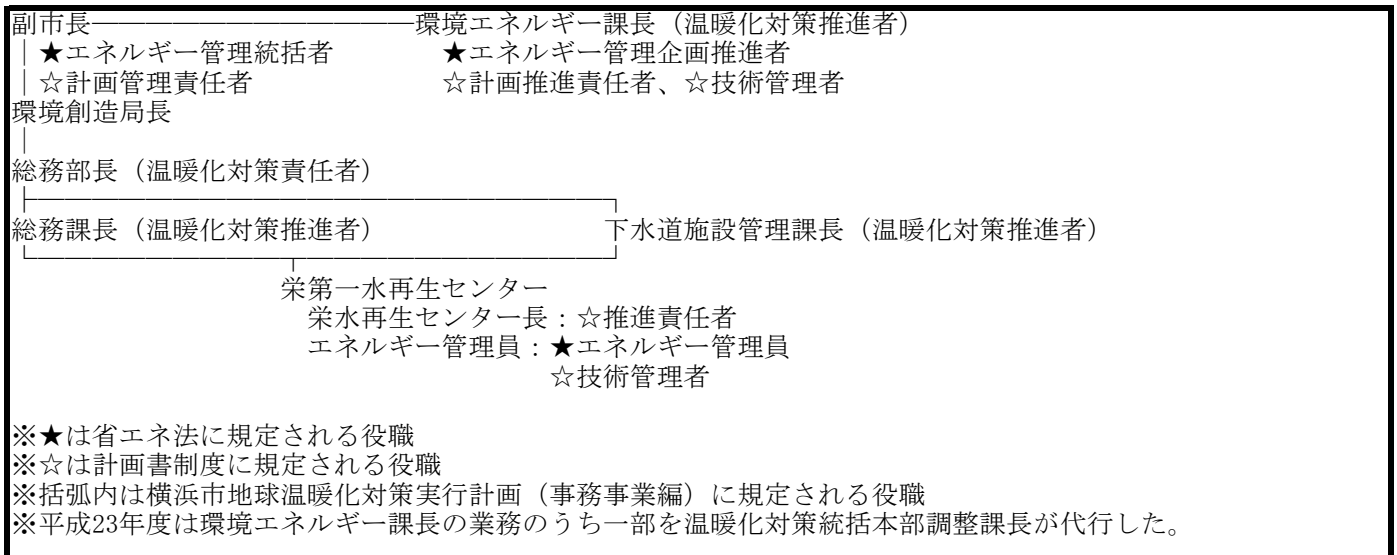 副市長――――――――――――環境エネルギー課長（温暖化対策推進者）
｜★エネルギー管理統括者 ★エネルギー管理企画推進者
｜☆計画管理責任者 ☆計画推進責任者、☆技術管理者
環境創造局長
｜
総務部長（温暖化対策責任者）
├―――――――――――――――――――――┐
総務課長（温暖化対策推進者） 下水道施設管理課長（温暖化対策推進者）
└――――――――――┬―――――――――――┘
栄第一水再生センター
栄水再生センター長：☆推進責任者
エネルギー管理員：★エネルギー管理員
☆技術管理者
※★は省エネ法に規定される役職
※☆は計画書制度に規定される役職
※括弧内は横浜市地球温暖化対策実行計画（事務事業編）に規定される役職
※平成23年度は環境エネルギー課長の業務のうち一部を温暖化対策統括本部調整課長が代行した。